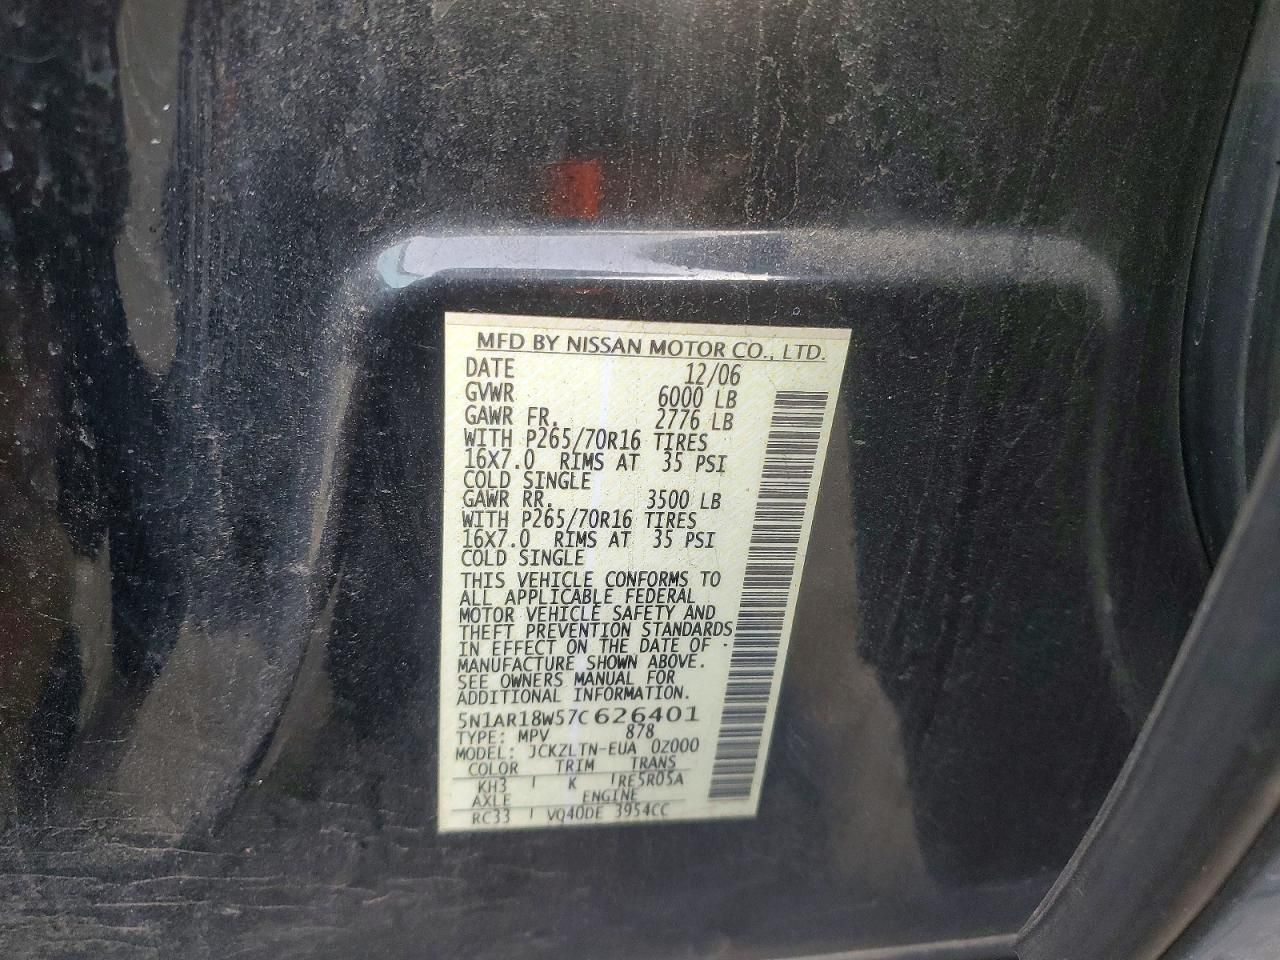 MFD BY NISSAN MOTOR CO., LTD.
DATE 12/06
GVWR 6000 LB
GAWR FR. 2776 LB
WITH P265/70R16 TIRES
16X7.0 RIMS AT 35 PSI
COLD SINGLE
GAWR RR. 3500 LB
WITH P265/70R16 TIRES
16X7.0 RIMS AT 35 PSI
COLD SINGLE
THIS VEHICLE CONFORMS TO
ALL APPLICABLE FEDERAL
MOTOR VEHICLE SAFETY AND
THEFT PREVENTION STANDARDS
IN EFFECT ON THE DATE OF
MANUFACTURE SHOWN ABOVE.
SEE OWNERS MANUAL FOR
ADDITIONAL INFORMATION.
5N1AR18W57C626401
TYPE: MPV 878
MODEL: JCKZLTN-EUA 0Z000
COLOR TRIM TRANS
KH3 K RE5R05A
AXLE ENGINE
RC33 VQ40DE 3954CC